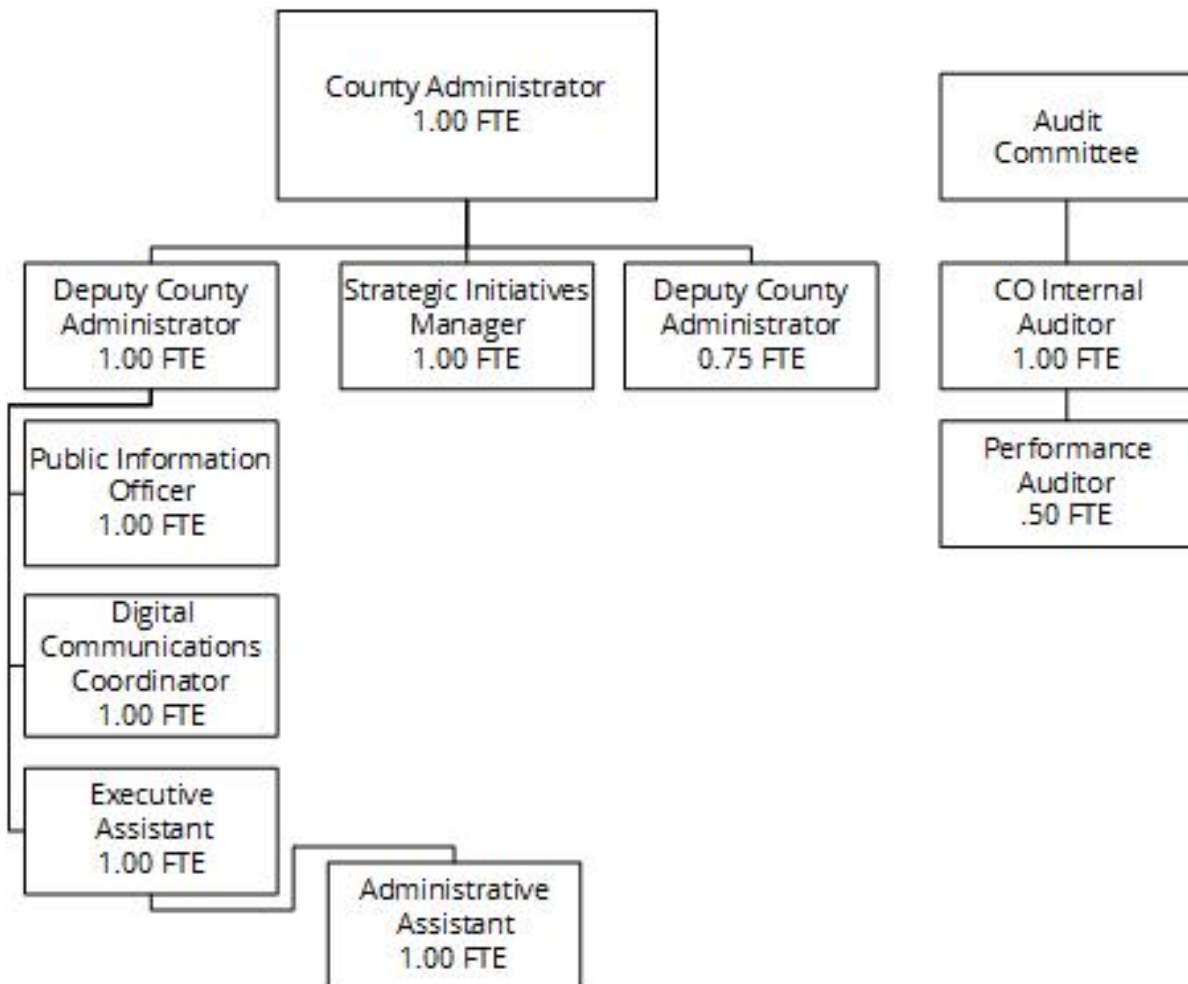 County Administrator
1.00 FTE
Audit
Committee
Deputy County
Administrator
1.00 FTE
Strategic Initiatives
Manager
1.00 FTE
Deputy County
Administrator
0.75 FTE
CO Internal
Auditor
1.00 FTE
Public Information
Officer
1.00 FTE
Performance
Auditor
.50 FTE
Digital
Communications
Coordinator
1.00 FTE
Executive
Assistant
1.00 FTE
Administrative
Assistant
1.00 FTE